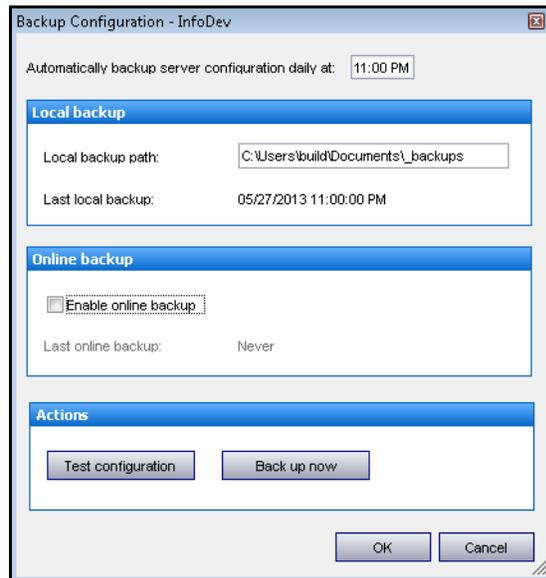 Backup Configuration - InfoDev
Automatically backup server configuration daily at: 11:00 PM
Local backup
Local backup path: C:\Users\build\Documents\_backups
Last local backup: 05/27/2013 11:00:00 PM
Online backup
Enable online backup
Last online backup: Never
Actions
Test configuration Back up now
OK Cancel